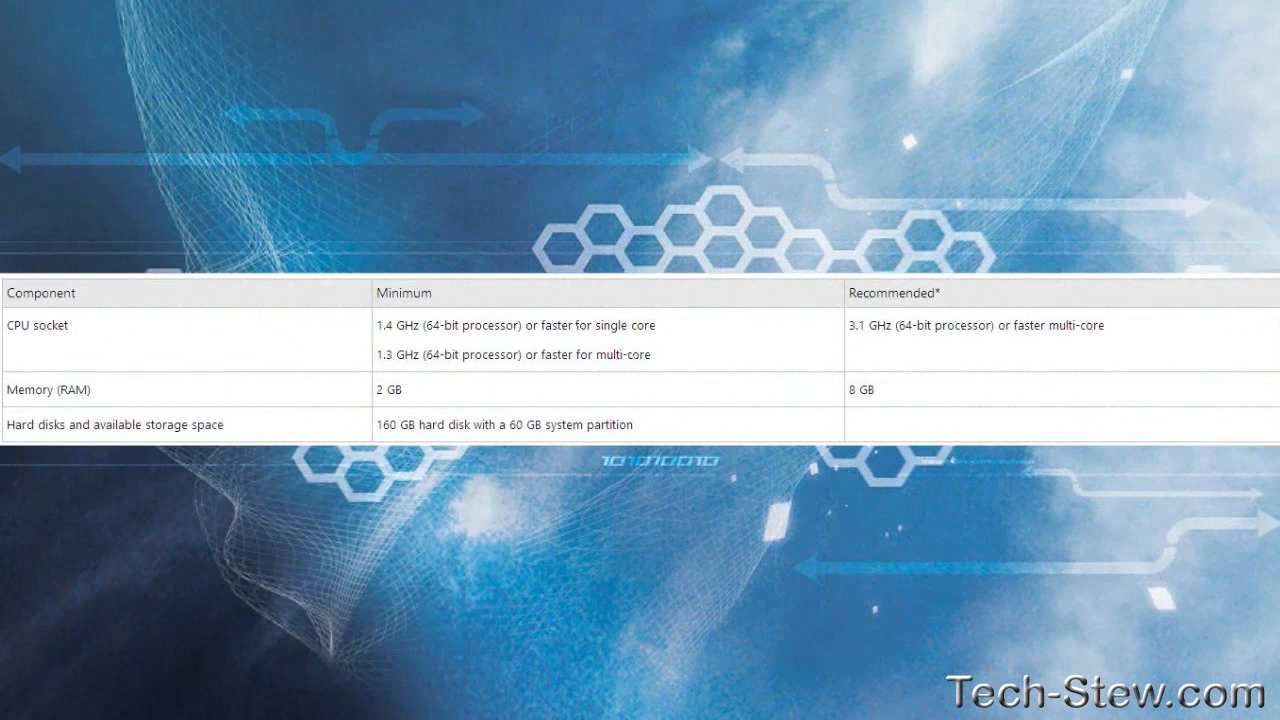 Component Minimum Recommended*
CPU socket 1.4 GHz (64-bit processor) or faster for single core 3.1 GHz (64-bit processor) or faster multi-core
1.3 GHz (64-bit processor) or faster for multi-core
Memory (RAM) 2 GB 8 GB
Hard disks and available storage space 160 GB hard disk with a 60 GB system partition
101010010
Tech-Stew.com